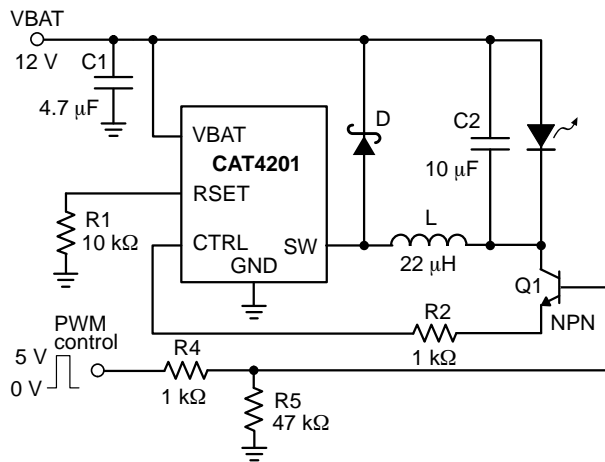 VBAT
12 V
C1
4.7 μF
VBAT
CAT4201
RSET
CTRL
SW
GND
D
C2
10 μF
L
22 μH
R1
10 kΩ
Q1
NPN
R2
1 kΩ
PWM
control
5 V
0 V
R4
1 kΩ
R5
47 kΩ